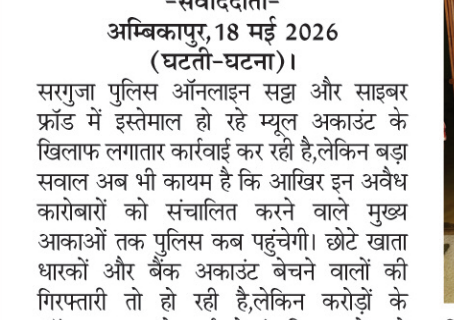 -संवाददाता-
अम्बिकापुर,18 मई 2026
(घटती-घटना)।
सरगुजा पुलिस ऑनलाइन सट्टा और साइबर
फ्रॉड में इस्तेमाल हो रहे म्यूल अकाउंट के
खिलाफ लगातार कार्रवाई कर रही है,लेकिन बड़ा
सवाल अब भी कायम है कि आखिर इन अवैध
कारोबारों को संचालित करने वाले मुख्य
आकाओं तक पुलिस कब पहुंचेगी। छोटे खाता
धारकों और बैंक अकाउंट बेचने वालों की
गिरफ्तारी तो हो रही है,लेकिन करोड़ों के